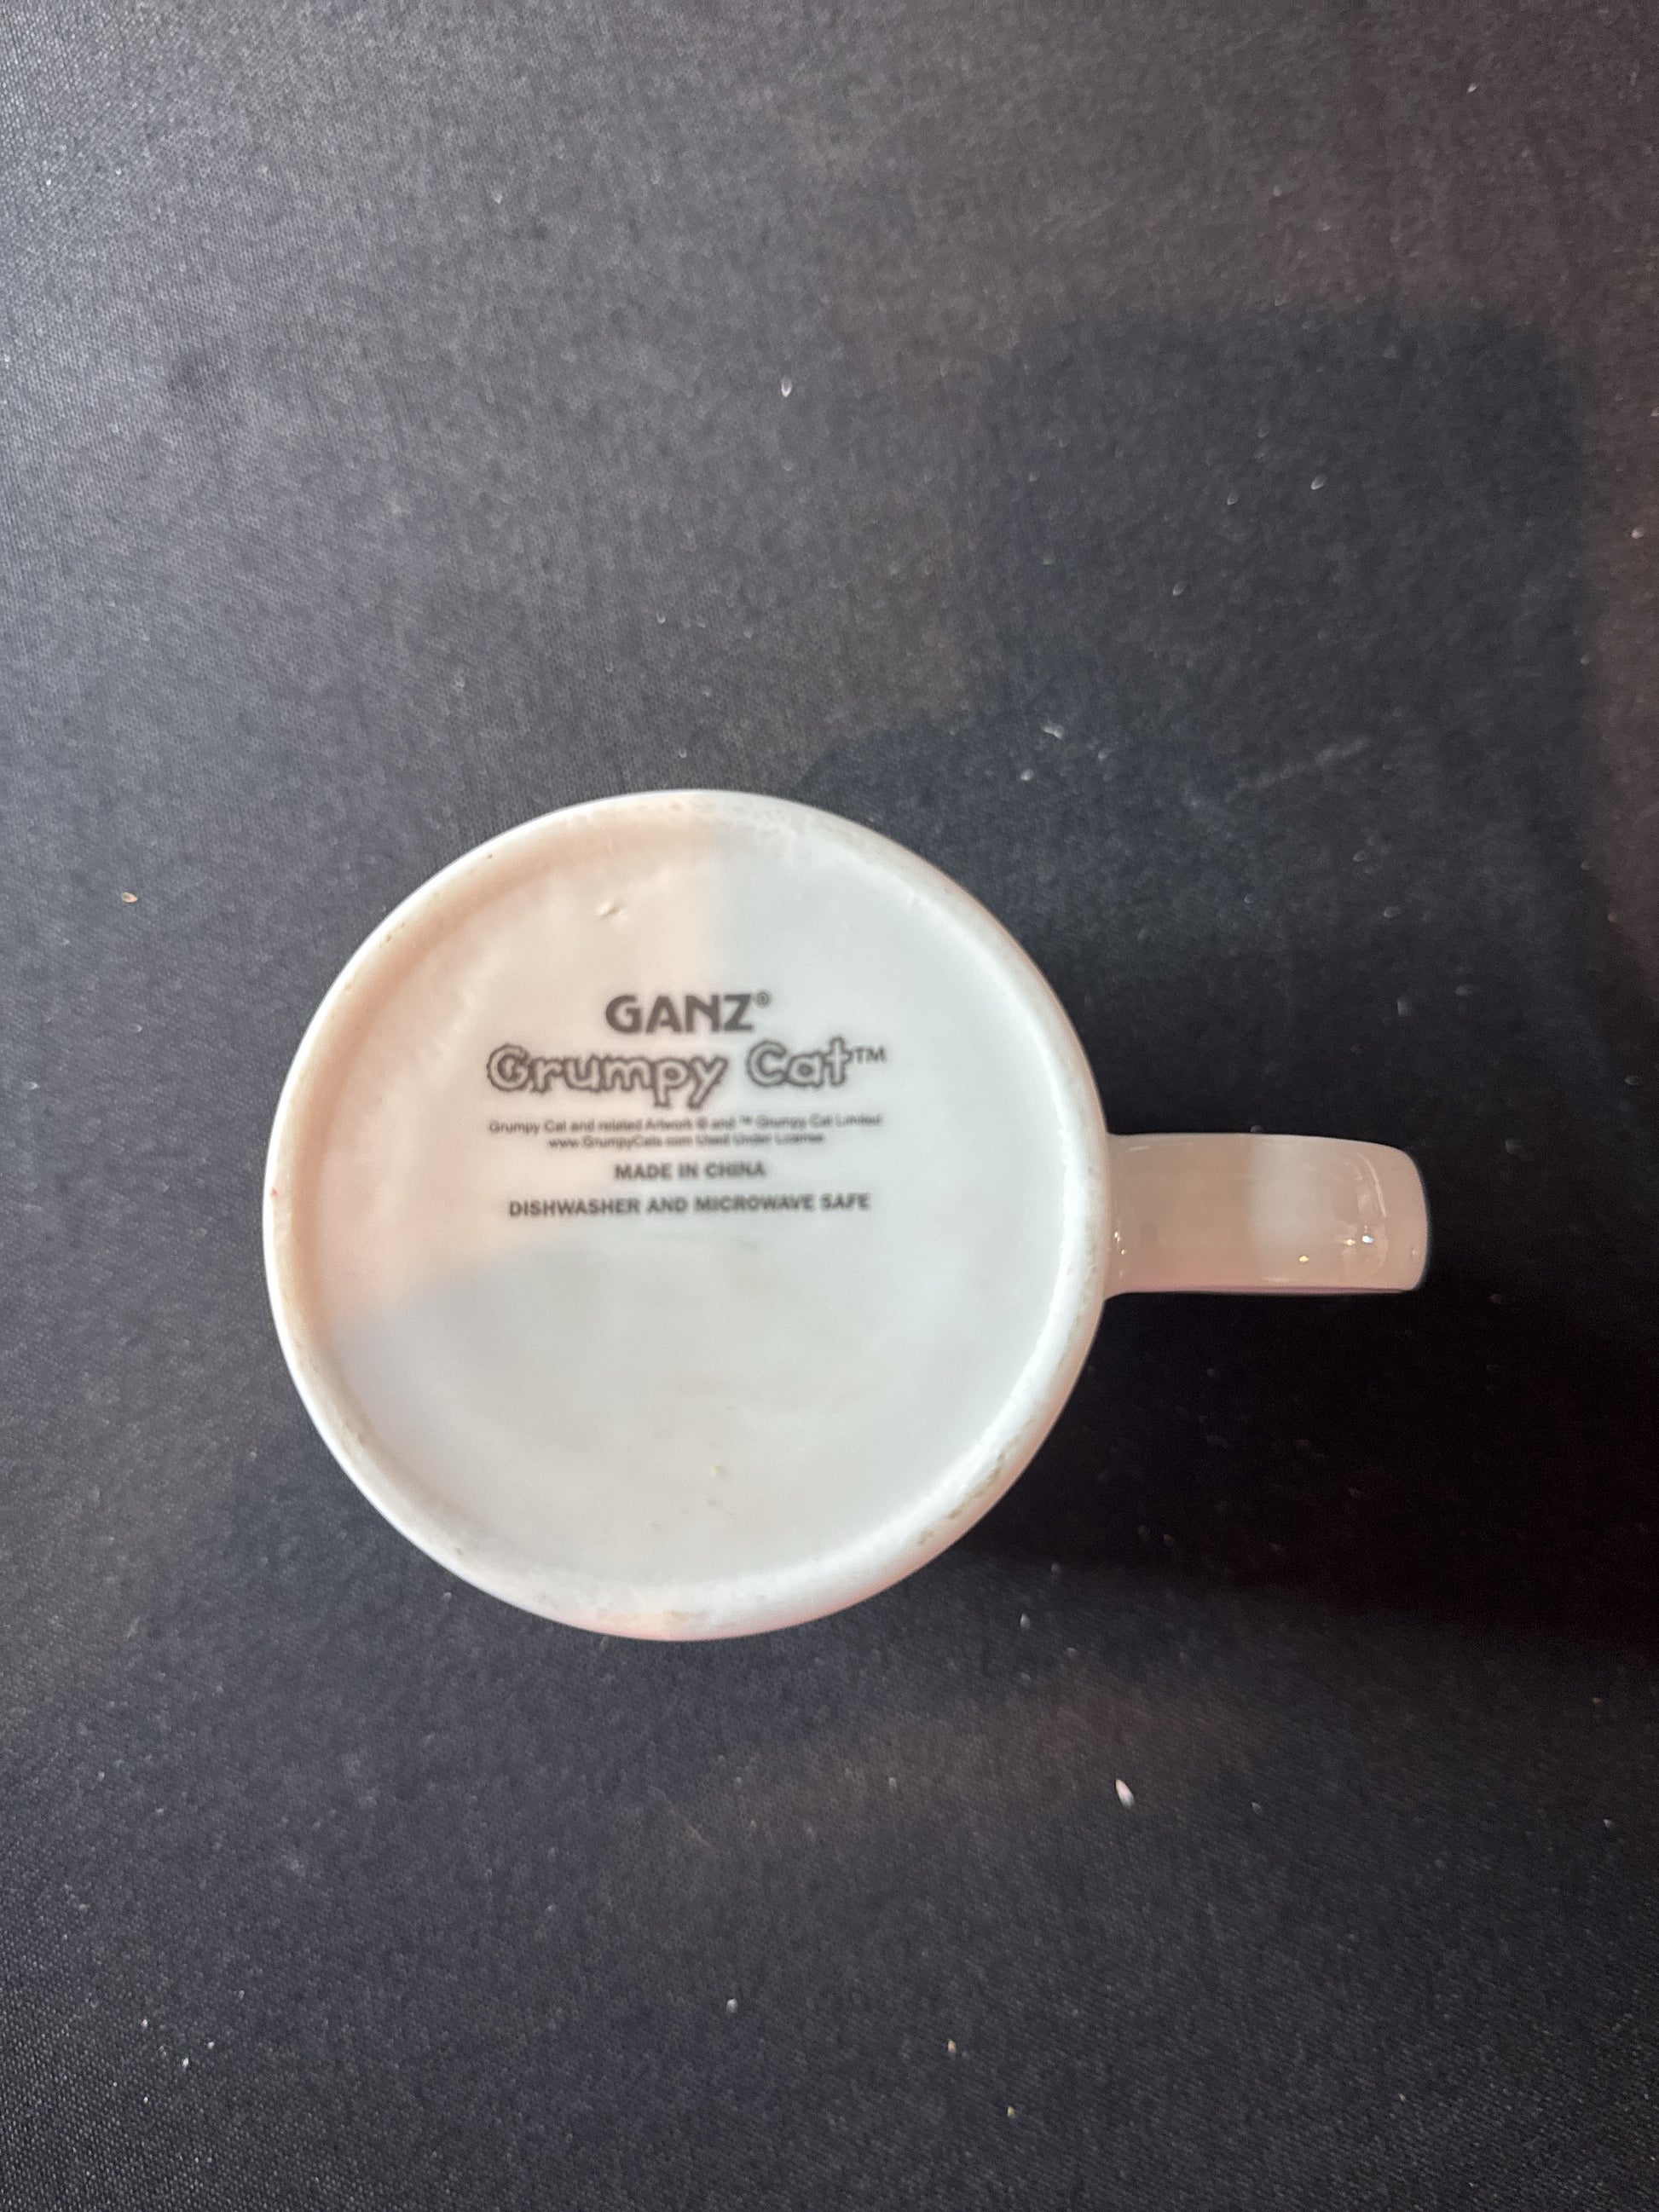 GANZ®
Grumpy Cat™
Grumpy Cat and related Artwork © and ™ Grumpy Cat Limited
www.GrumpyCats.com Used Under License
MADE IN CHINA
DISHWASHER AND MICROWAVE SAFE